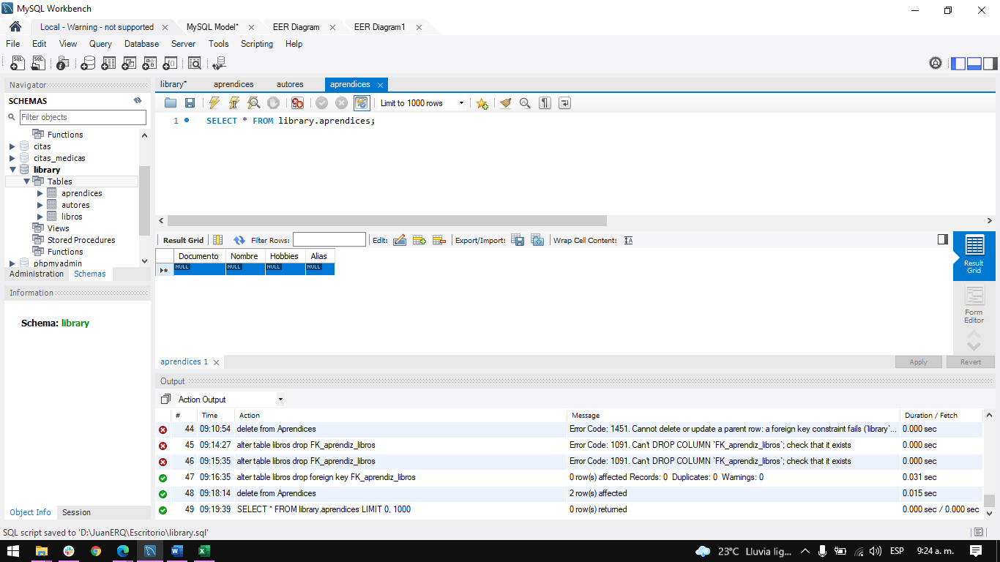 MySQL Workbench
Local - Warning - not supported
MySQL Model*
EER Diagram
EER Diagram1
File Edit View Query Database Server Tools Scripting Help
Navigator
SCHEMAS
Filter objects
Functions
citas
citas_medicas
library
Tables
aprendices
autores
libros
Views
Stored Procedures
Functions
phpmyadmin
Administration Schemas
Information
Schema: library
Object Info Session
library* aprendices autores aprendices
Limit to 1000 rows
1 SELECT * FROM library.aprendices;
Result Grid Filter Rows: Edit: Export/Import: Wrap Cell Content:
Documento Nombre Hobbies Alias
NULL NULL NULL NULL
Result Grid
Form Editor
aprendices 1
Apply Revert
Output
Action Output
# Time Action Message Duration / Fetch
44 09:10:54 delete from Aprendices Error Code: 1451. Cannot delete or update a parent row: a foreign key constraint fails (`library`... 0.000 sec
45 09:14:27 alter table libros drop FK_aprendiz_libros Error Code: 1091. Can't DROP COLUMN `FK_aprendiz_libros`; check that it exists 0.000 sec
46 09:15:35 alter table libros drop FK_aprendiz_libros Error Code: 1091. Can't DROP COLUMN `FK_aprendiz_libros`; check that it exists 0.000 sec
47 09:16:35 alter table libros drop foreign key FK_aprendiz_libros 0 row(s) affected Records: 0 Duplicates: 0 Warnings: 0 0.031 sec
48 09:18:14 delete from Aprendices 2 row(s) affected 0.015 sec
49 09:19:39 SELECT * FROM library.aprendices LIMIT 0, 1000 0 row(s) returned 0.000 sec / 0.000 sec
SQL script saved to 'D:\JuanERQ\Escritorio\library.sql'
23°C Lluvia lig... ESP 9:24 a. m.